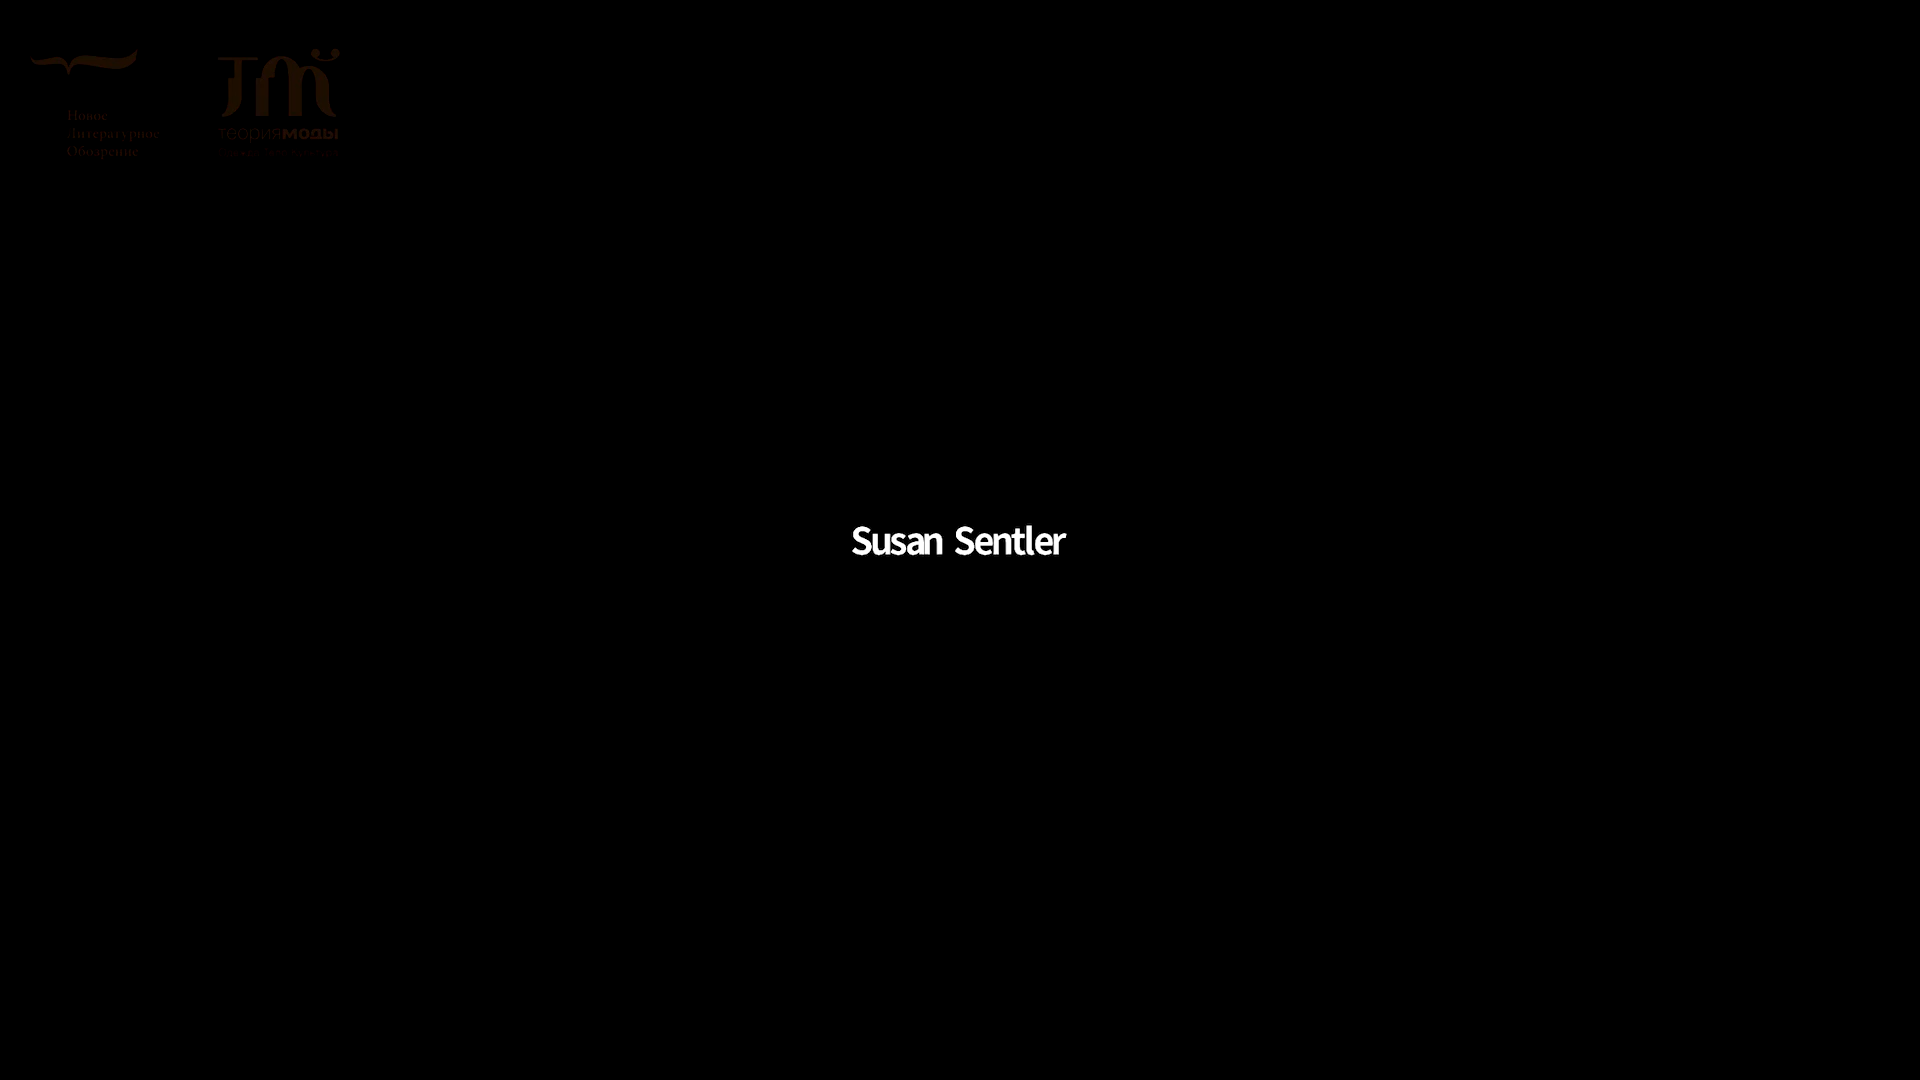 Новое
Литературное
Обозрение
теориямоды
Susan Sentler